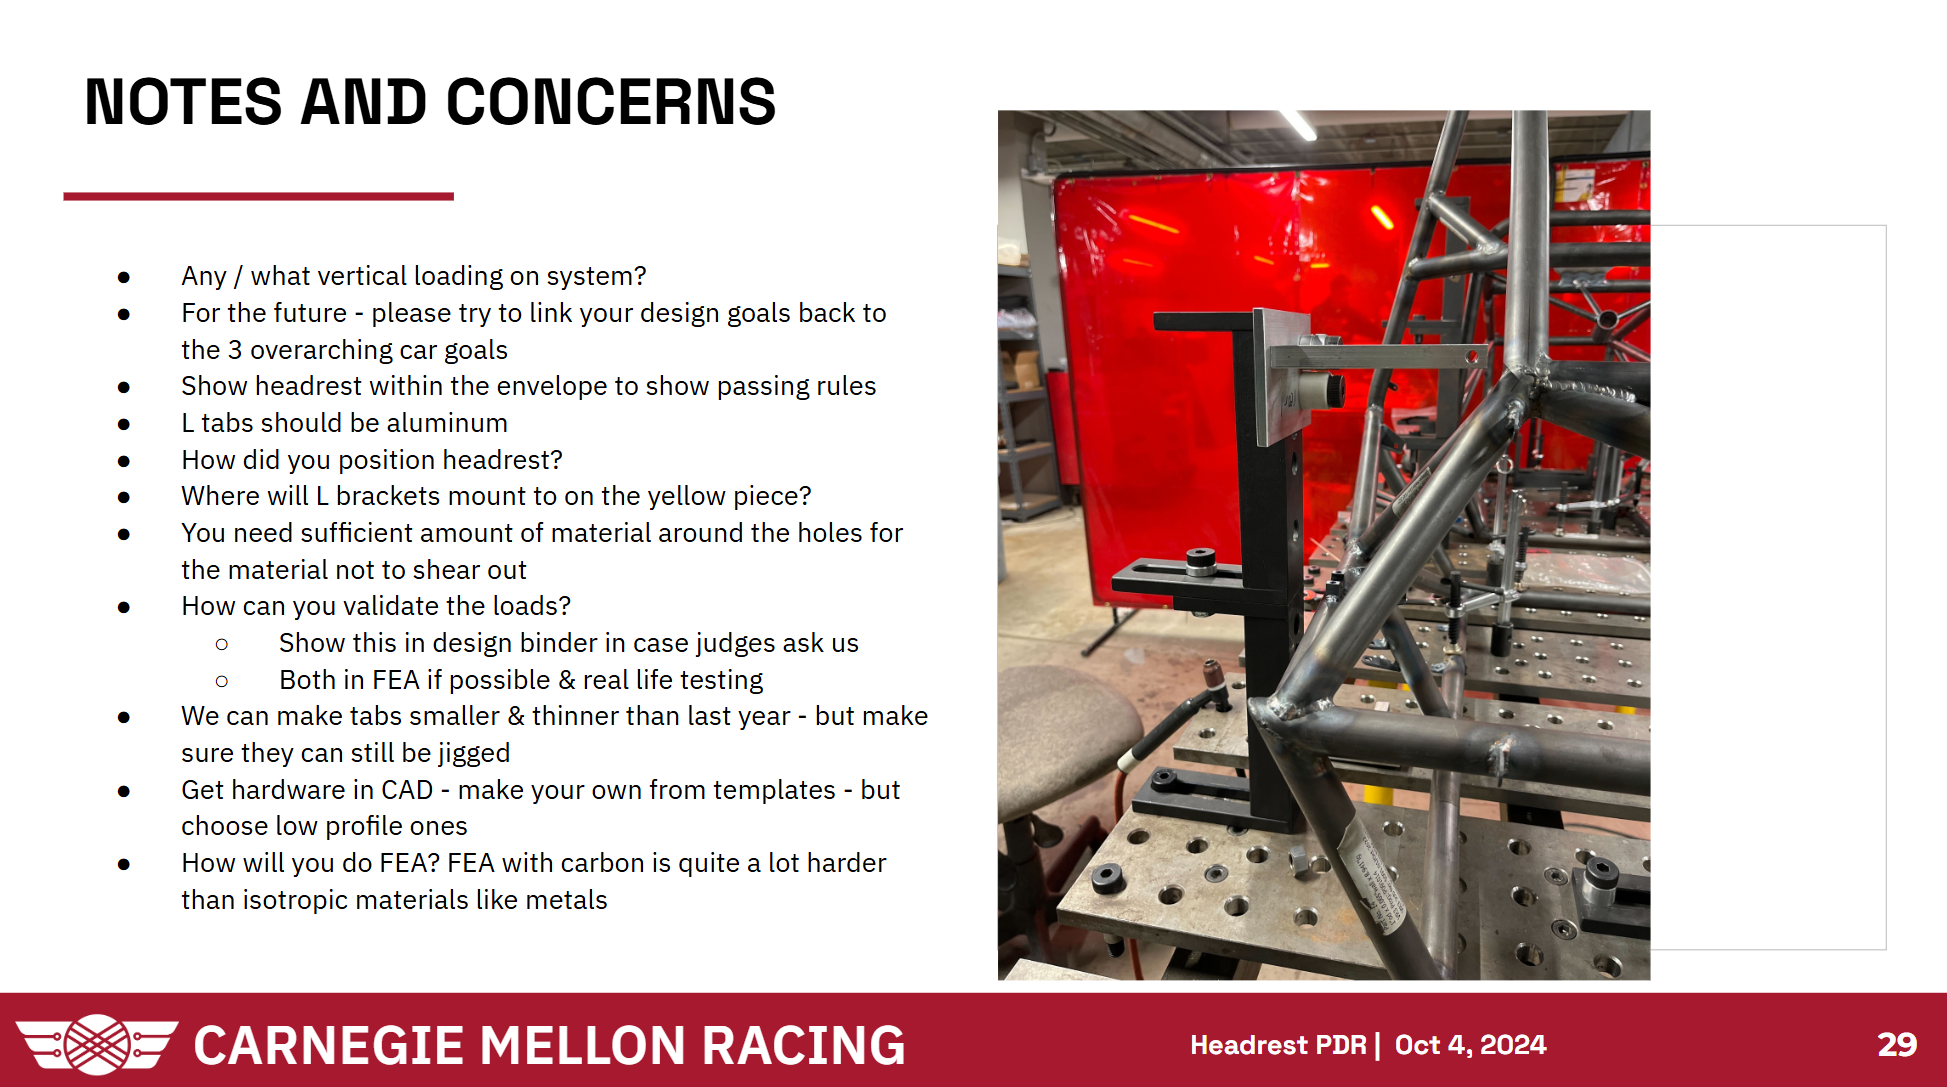 NOTES AND CONCERNS
● Any / what vertical loading on system?
● For the future - please try to link your design goals back to
the 3 overarching car goals
● Show headrest within the envelope to show passing rules
● L tabs should be aluminum
● How did you position headrest?
● Where will L brackets mount to on the yellow piece?
● You need sufficient amount of material around the holes for
the material not to shear out
● How can you validate the loads?
○ Show this in design binder in case judges ask us
○ Both in FEA if possible & real life testing
● We can make tabs smaller & thinner than last year - but make
sure they can still be jigged
● Get hardware in CAD - make your own from templates - but
choose low profile ones
● How will you do FEA? FEA with carbon is quite a lot harder
than isotropic materials like metals
CARNEGIE MELLON RACING
Headrest PDR | Oct 4, 2024
29